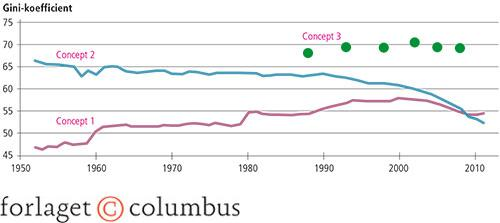 Gini-koefficient
75
70
65
60
55
50
45
Concept 3
Concept 2
Concept 1
1950 1960 1970 1980 1990 2000 2010
forlaget © columbus